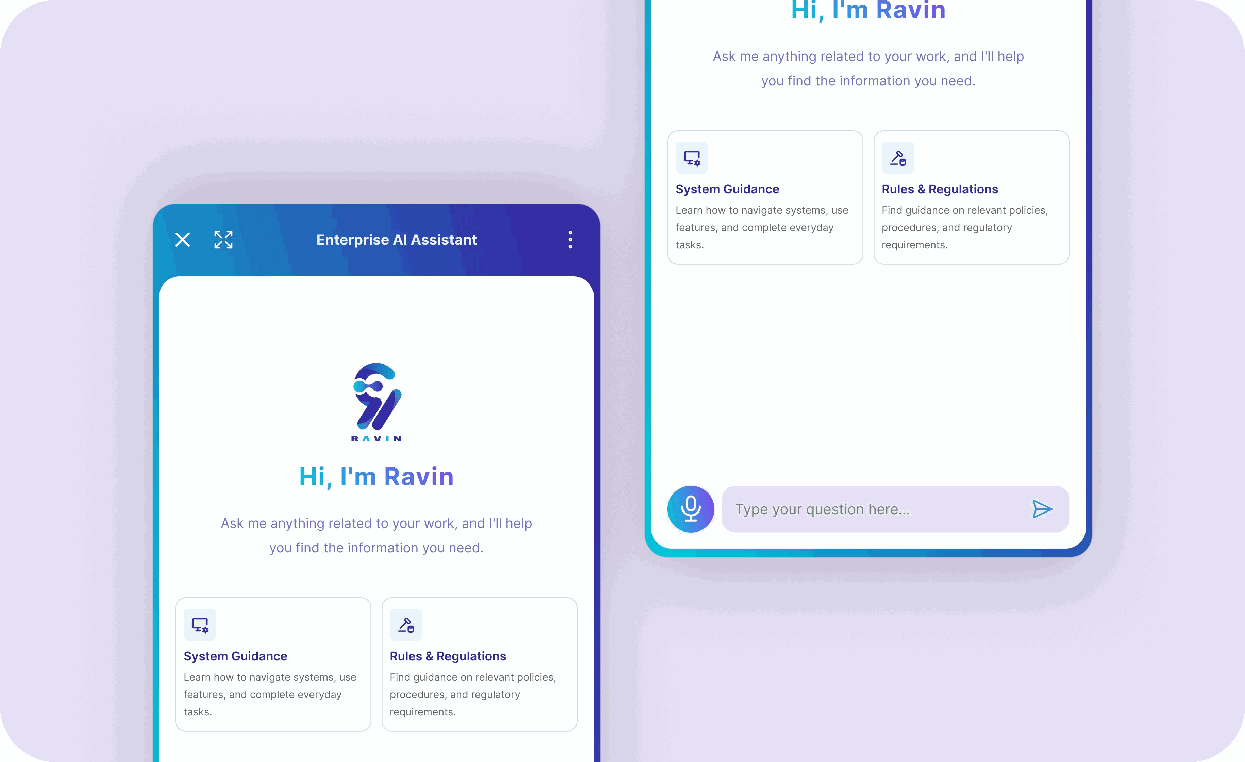 Enterprise AI Assistant
RAVIN
Hi, I'm Ravin
Ask me anything related to your work, and I'll help
you find the information you need.
System Guidance
Learn how to navigate systems, use
features, and complete everyday
tasks.
Rules & Regulations
Find guidance on relevant policies,
procedures, and regulatory
requirements.
Hi, I'm Ravin
Ask me anything related to your work, and I'll help
you find the information you need.
System Guidance
Learn how to navigate systems, use
features, and complete everyday
tasks.
Rules & Regulations
Find guidance on relevant policies,
procedures, and regulatory
requirements.
Type your question here...